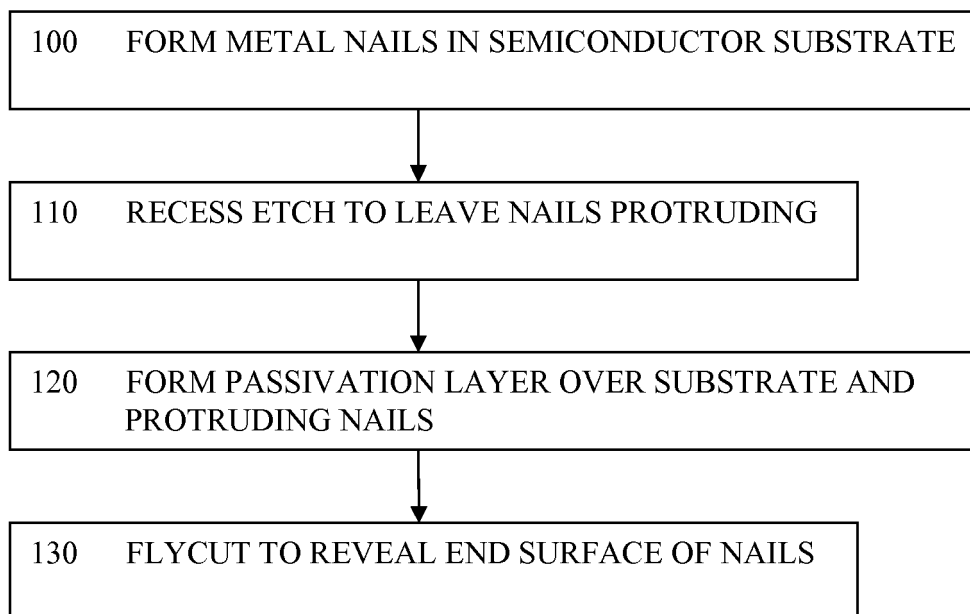 100 FORM METAL NAILS IN SEMICONDUCTOR SUBSTRATE
110 RECESS ETCH TO LEAVE NAILS PROTRUDING
120 FORM PASSIVATION LAYER OVER SUBSTRATE AND
PROTRUDING NAILS
130 FLYCUT TO REVEAL END SURFACE OF NAILS